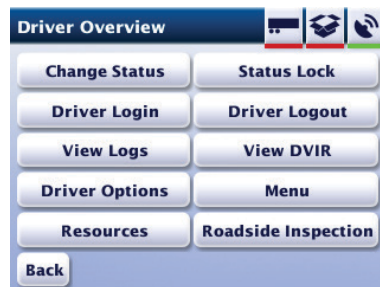 Driver Overview
Change Status
Status Lock
Driver Login
Driver Logout
View Logs
View DVIR
Driver Options
Menu
Resources
Roadside Inspection
Back